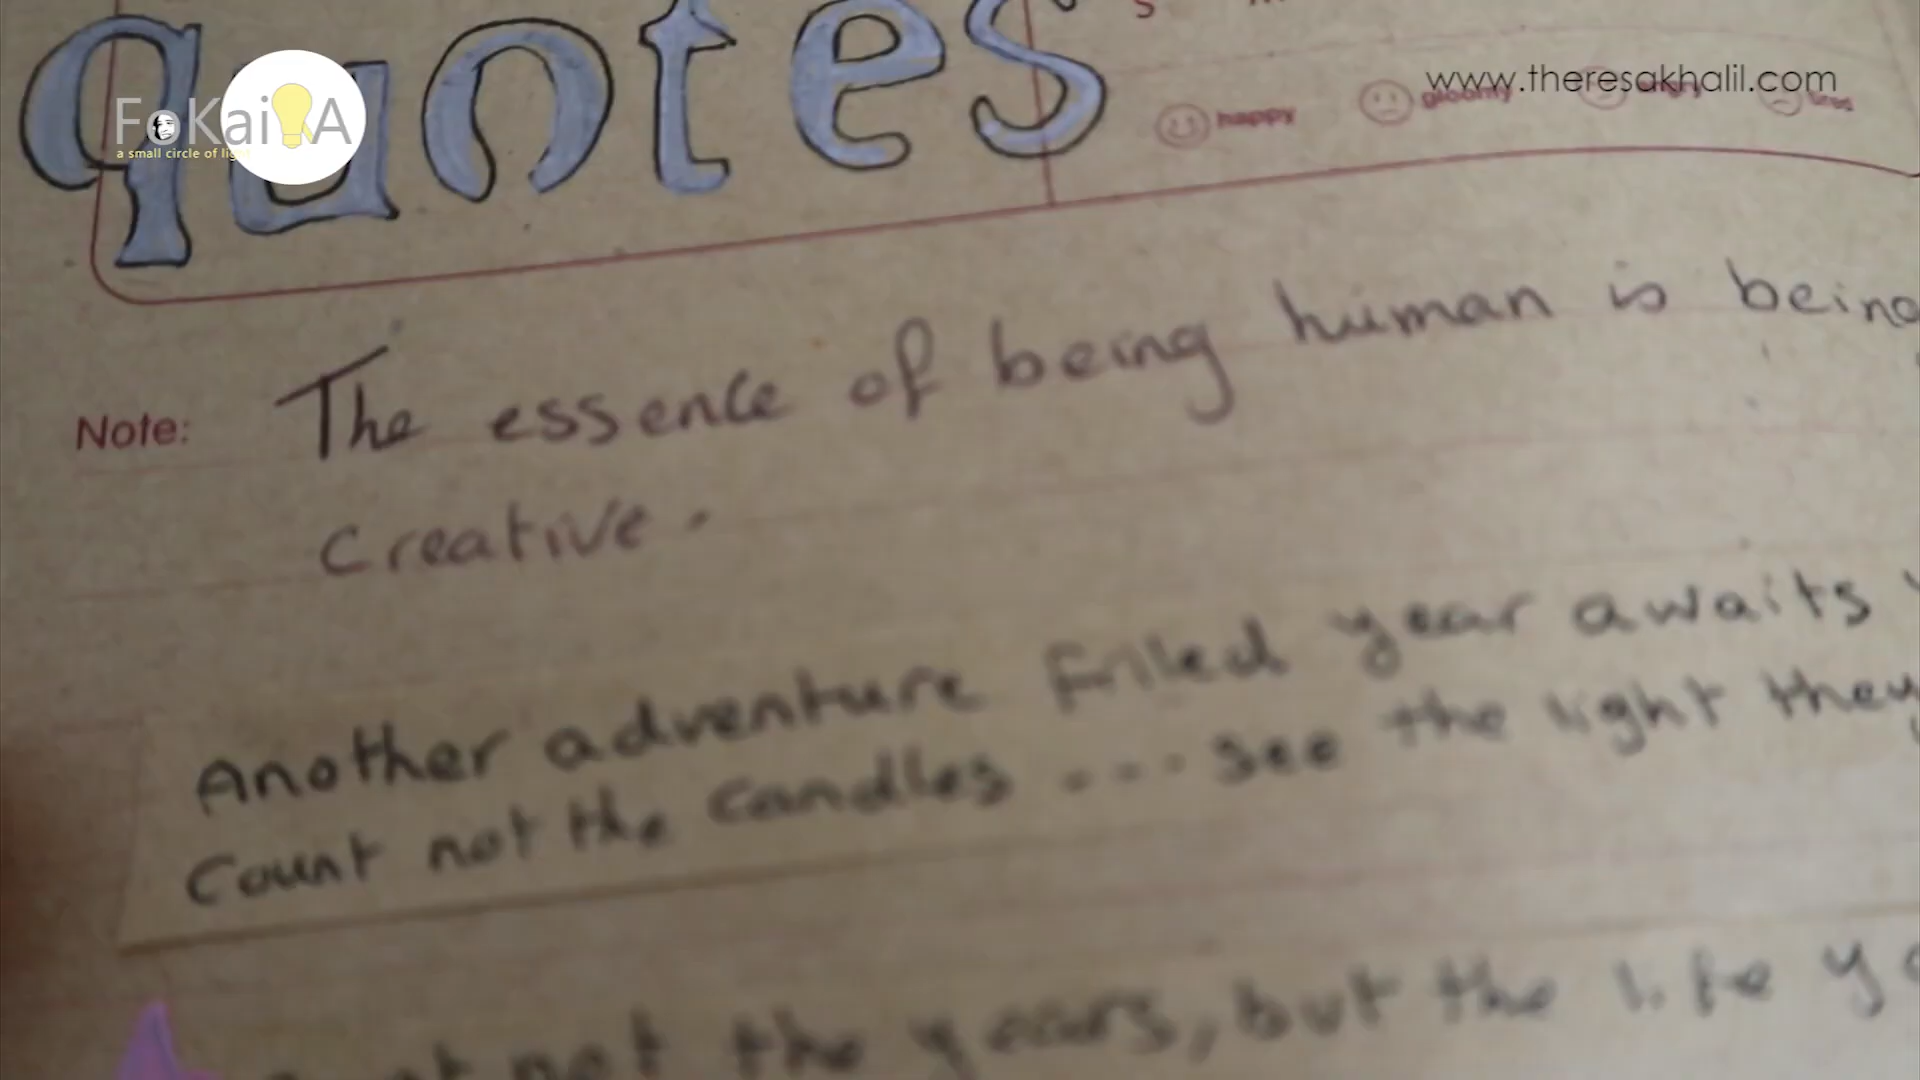 quotes
S
www.theresakhalil.com
FoKaiA
a small circle of light
happy gloomy angry tired
Note: The essence of being human is being
Creative.
Another adventure filled year awaits
Count not the candles --- see the light they
not the years, but the life